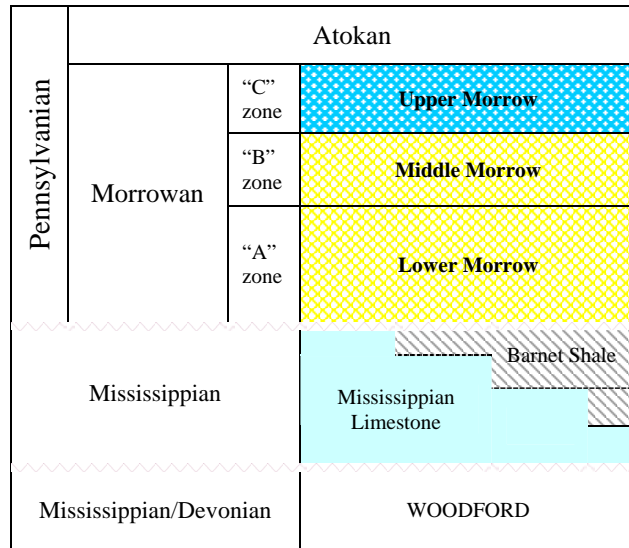 Pennsylvanian
Atokan
Morrowan
“C”
zone
Upper Morrow
“B”
zone
Middle Morrow
“A”
zone
Lower Morrow
Mississippian
Barnet Shale
Mississippian
Limestone
Mississippian/Devonian
WOODFORD